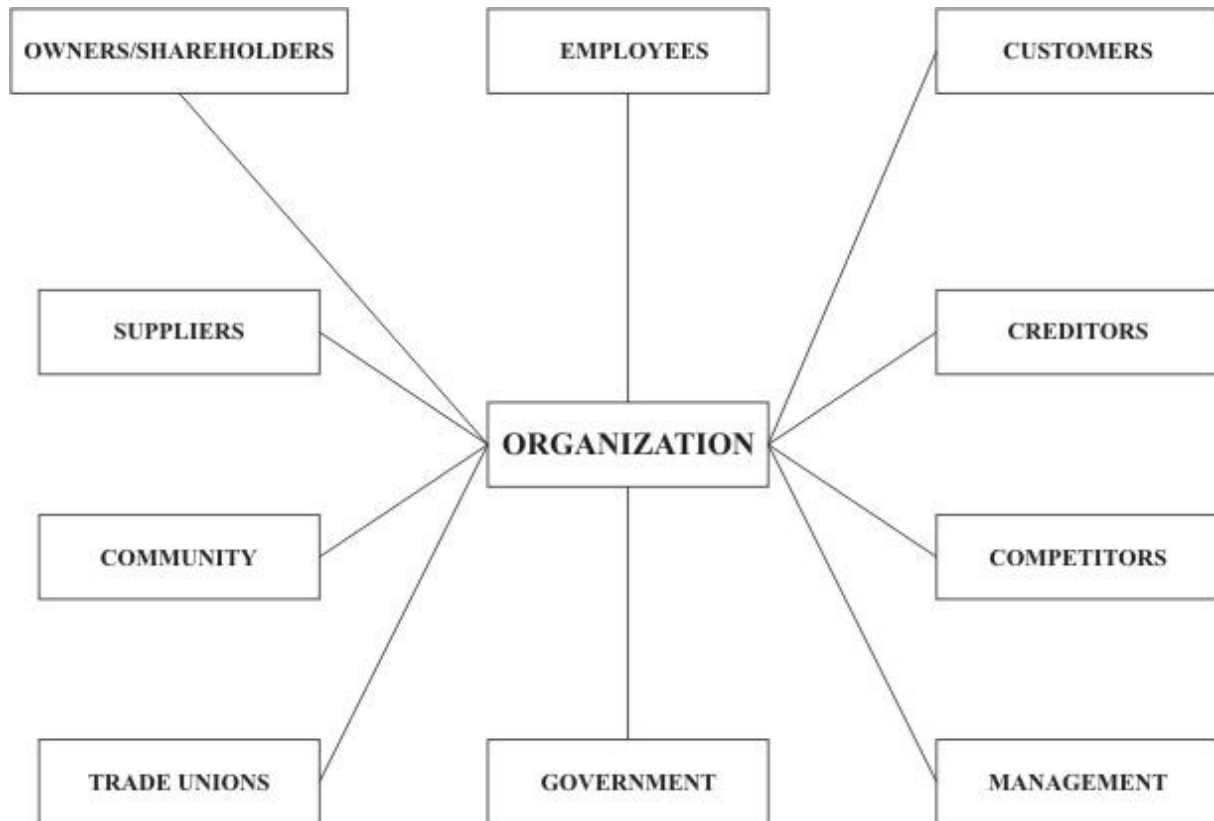 OWNERS/SHAREHOLDERS
EMPLOYEES
CUSTOMERS
SUPPLIERS
CREDITORS
ORGANIZATION
COMMUNITY
COMPETITORS
TRADE UNIONS
GOVERNMENT
MANAGEMENT